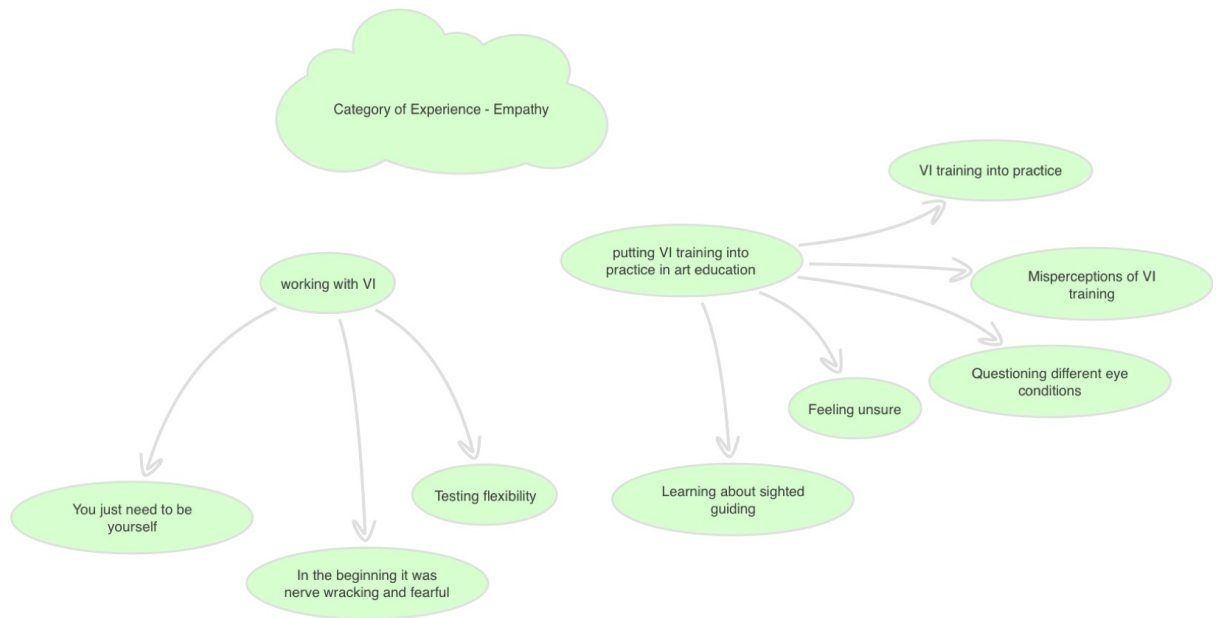 Category of Experience - Empathy
VI training into practice
putting VI training into
practice in art education
Misperceptions of VI
training
working with VI
Questioning different eye
conditions
Feeling unsure
Testing flexibility
Learning about sighted
guiding
You just need to be
yourself
In the beginning it was
nerve wracking and fearful